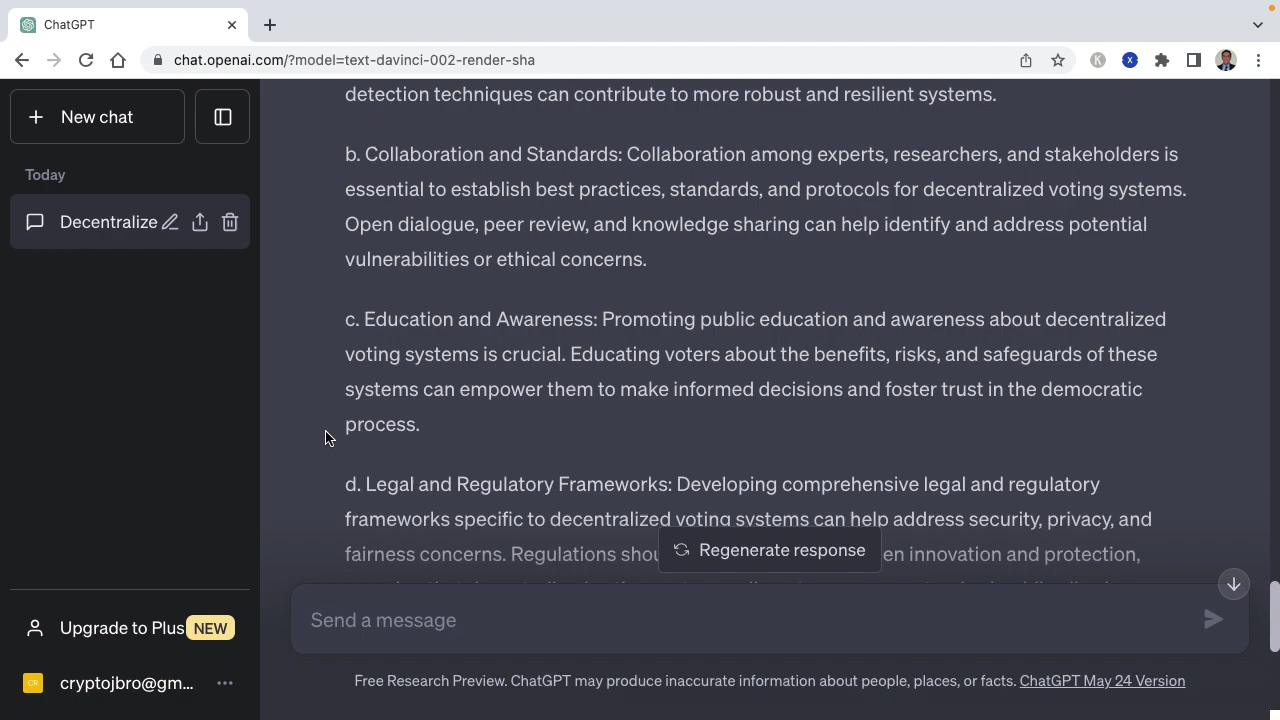 ChatGPT
chat.openai.com/?model=text-davinci-002-render-sha
New chat
Today
Decentralize
Upgrade to Plus NEW
CR cryptojbro@gm...
detection techniques can contribute to more robust and resilient systems.
b. Collaboration and Standards: Collaboration among experts, researchers, and stakeholders is
essential to establish best practices, standards, and protocols for decentralized voting systems.
Open dialogue, peer review, and knowledge sharing can help identify and address potential
vulnerabilities or ethical concerns.
c. Education and Awareness: Promoting public education and awareness about decentralized
voting systems is crucial. Educating voters about the benefits, risks, and safeguards of these
systems can empower them to make informed decisions and foster trust in the democratic
process.
d. Legal and Regulatory Frameworks: Developing comprehensive legal and regulatory
frameworks specific to decentralized voting systems can help address security, privacy, and
fairness concerns. Regulations shou en innovation and protection,
Regenerate response
Send a message
Free Research Preview. ChatGPT may produce inaccurate information about people, places, or facts. ChatGPT May 24 Version